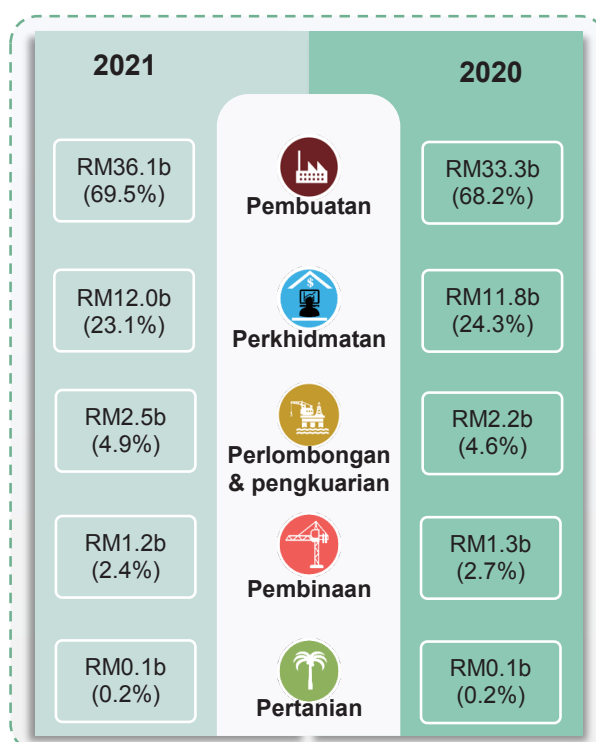 2021
2020
RM36.1b
(69.5%)
Pembuatan
RM33.3b
(68.2%)
RM12.0b
(23.1%)
$
Perkhidmatan
RM11.8b
(24.3%)
RM2.5b
(4.9%)
Perlombongan
& pengkuarian
RM2.2b
(4.6%)
RM1.2b
(2.4%)
Pembinaan
RM1.3b
(2.7%)
RM0.1b
(0.2%)
Pertanian
RM0.1b
(0.2%)